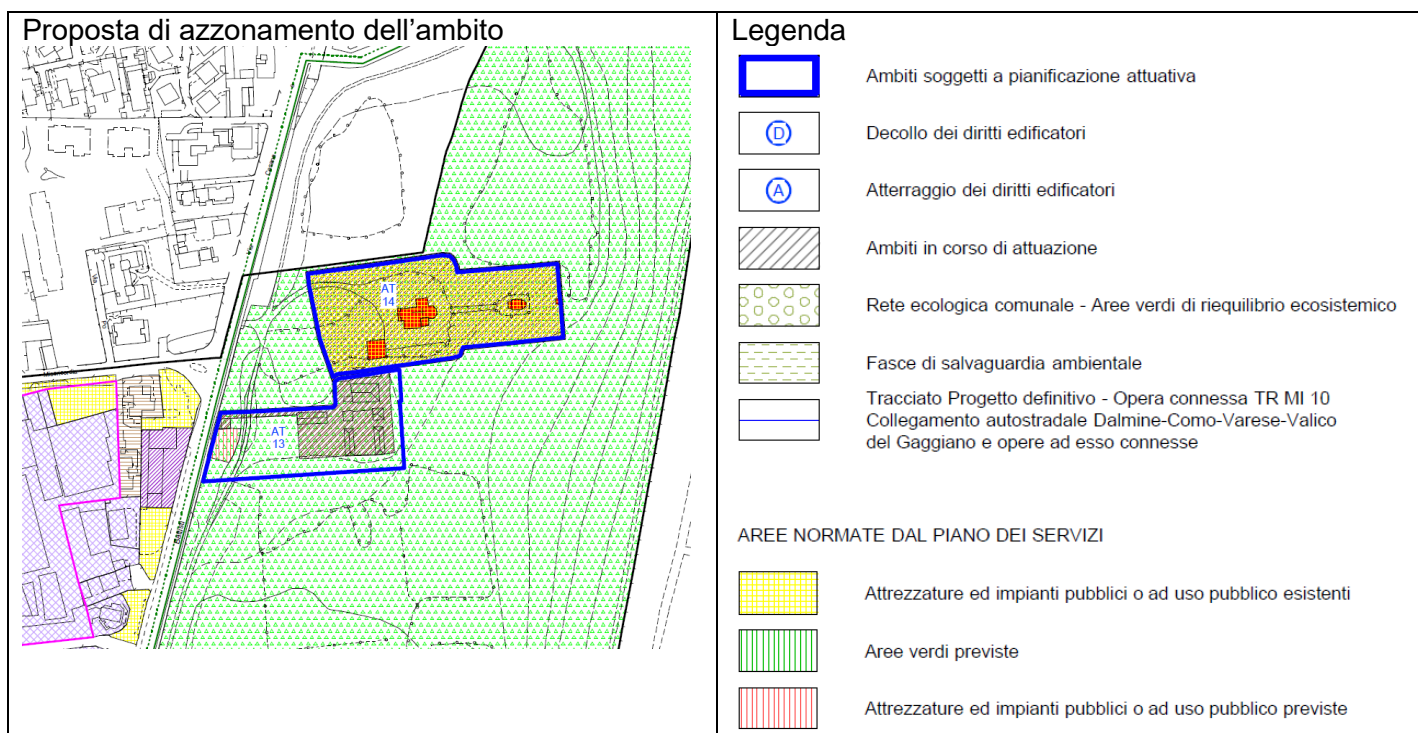 Proposta di azzonamento dell'ambito
AT
14
AT
13
Legenda
Ambiti soggetti a pianificazione attuativa
D
Decollo dei diritti edificatori
A
Atterraggio dei diritti edificatori
Ambiti in corso di attuazione
Rete ecologica comunale - Aree verdi di riequilibrio ecosistemico
Fasce di salvaguardia ambientale
Tracciato Progetto definitivo - Opera connessa TR MI 10
Collegamento autostradale Dalmine-Como-Varese-Valico
del Gaggiano e opere ad esso connesse
AREE NORMATE DAL PIANO DEI SERVIZI
Attrezzature ed impianti pubblici o ad uso pubblico esistenti
Aree verdi previste
Attrezzature ed impianti pubblici o ad uso pubblico previste